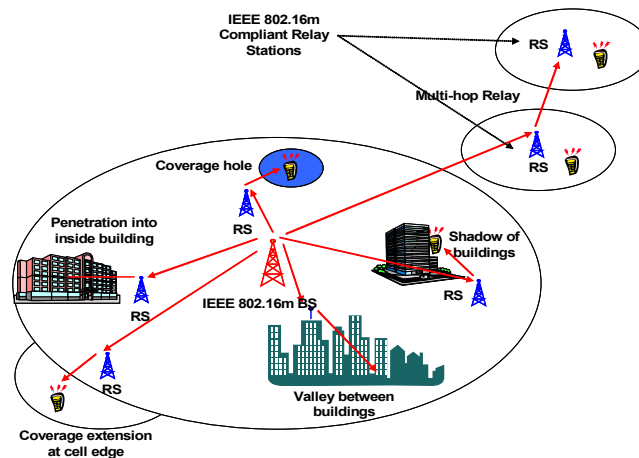 IEEE 802.16m
Compliant Relay
Stations
RS
Multi-hop Relay
RS
Coverage hole
RS
Penetration into
inside building
Shadow of
buildings
RS
RS
IEEE 802.16m BS
RS
Valley between
buildings
Coverage extension
at cell edge